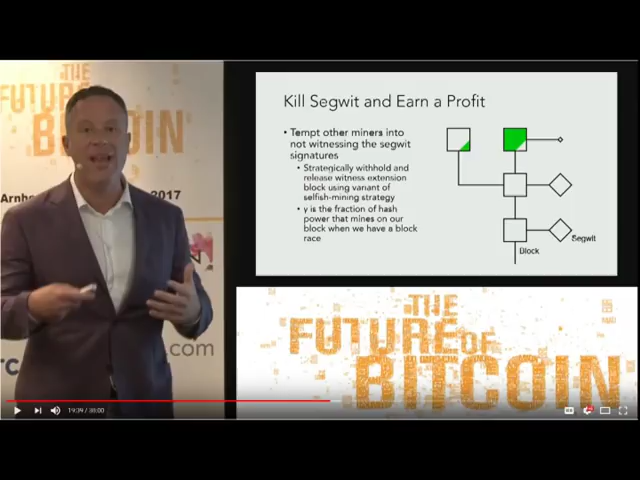 THE
FUTURE OF
BITCOIN
2017
.com
Kill Segwit and Earn a Profit
• Tempt other miners into
not witnessing the segwit
signatures
• Strategically withhold and
release witness extension
block using variant of
selfish-mining strategy
• γ is the fraction of hash
power that mines on our
block when we have a block
race
Segwit
Block
THE
FUTURE OF
BITCOIN
19:39 / 38:00